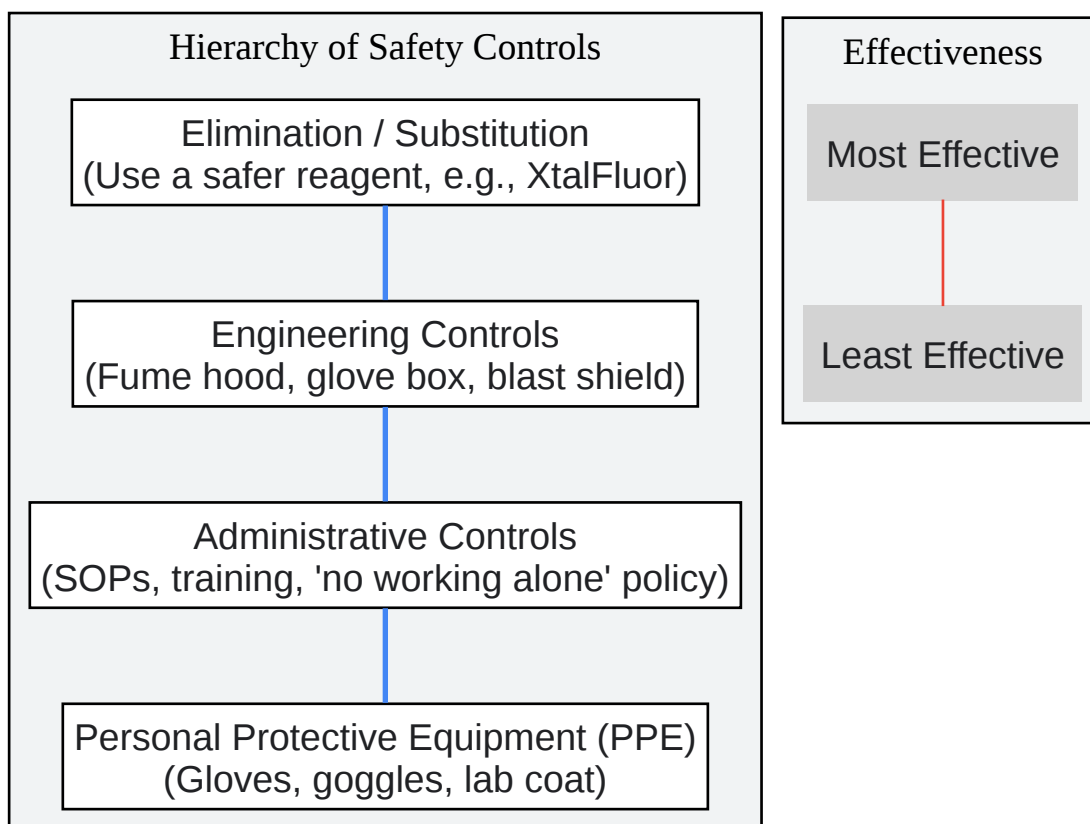 Hierarchy of Safety Controls
Elimination / Substitution
(Use a safer reagent, e.g., XtalFluor)
Engineering Controls
(Fume hood, glove box, blast shield)
Administrative Controls
(SOPs, training, 'no working alone' policy)
Personal Protective Equipment (PPE)
(Gloves, goggles, lab coat)
Effectiveness
Most Effective
Least Effective